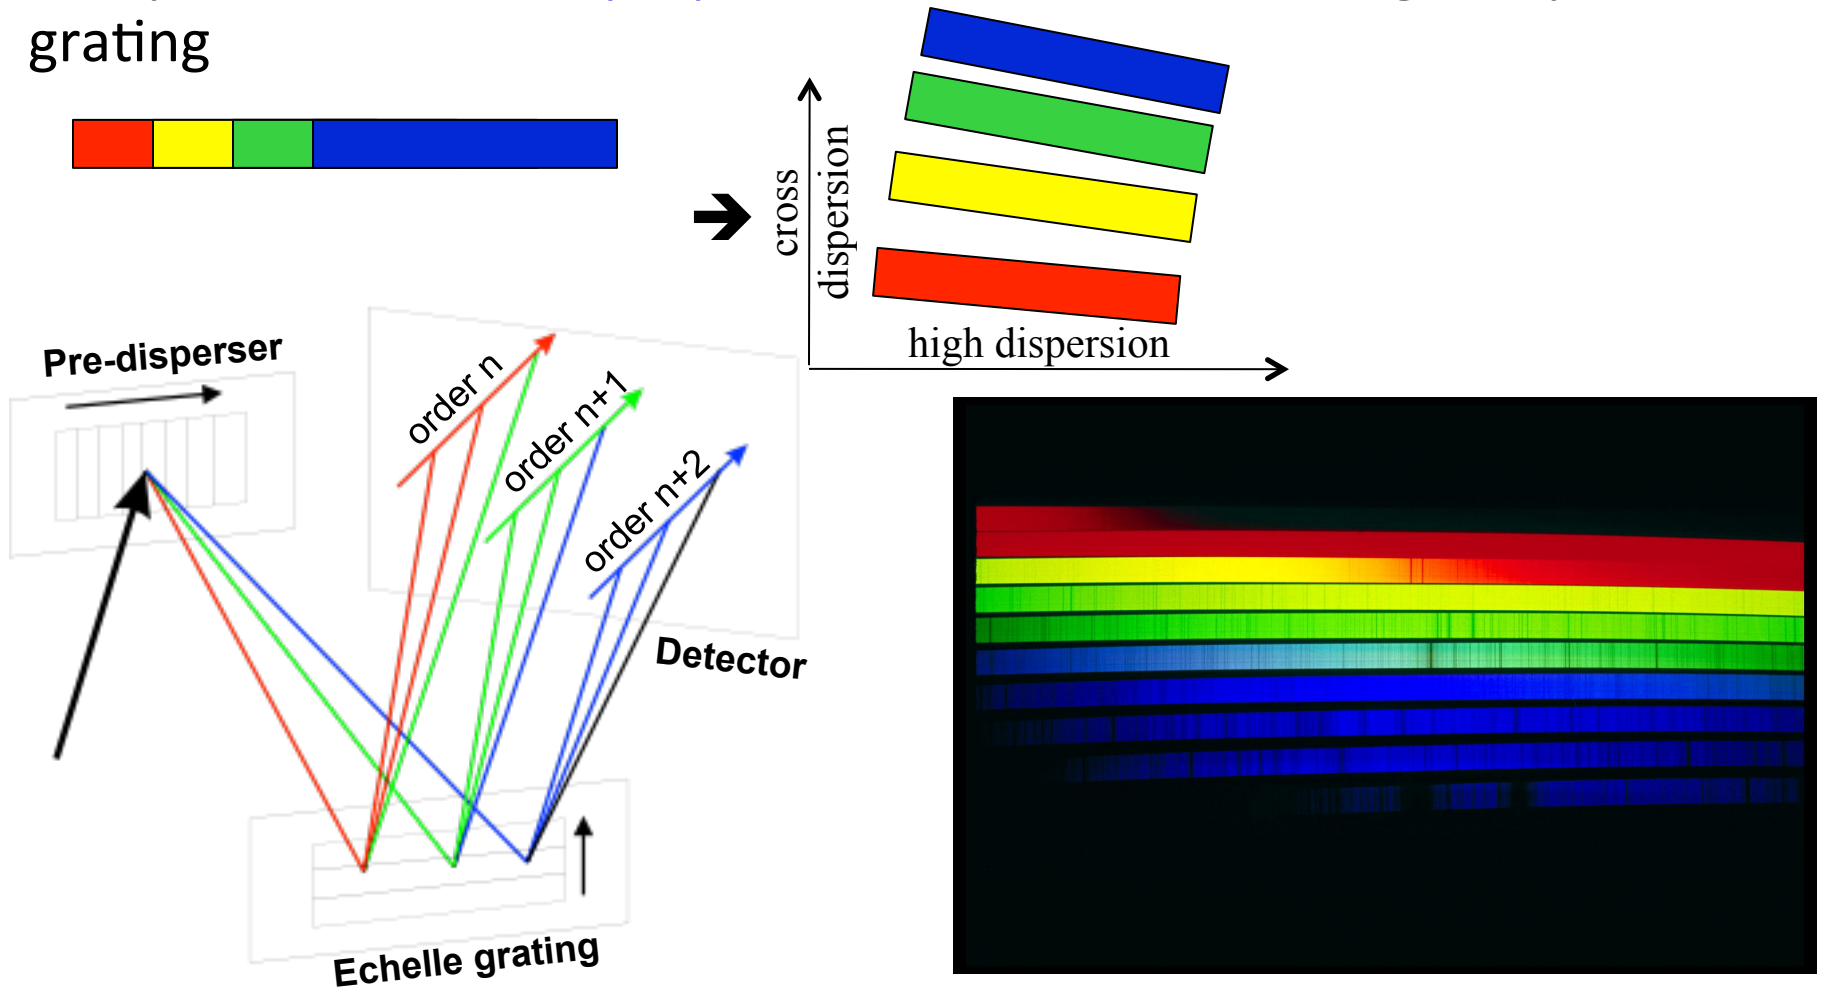 grating
cross
dispersion
high dispersion
Pre-disperser
order n
order n+1
order n+2
Detector
Echelle grating